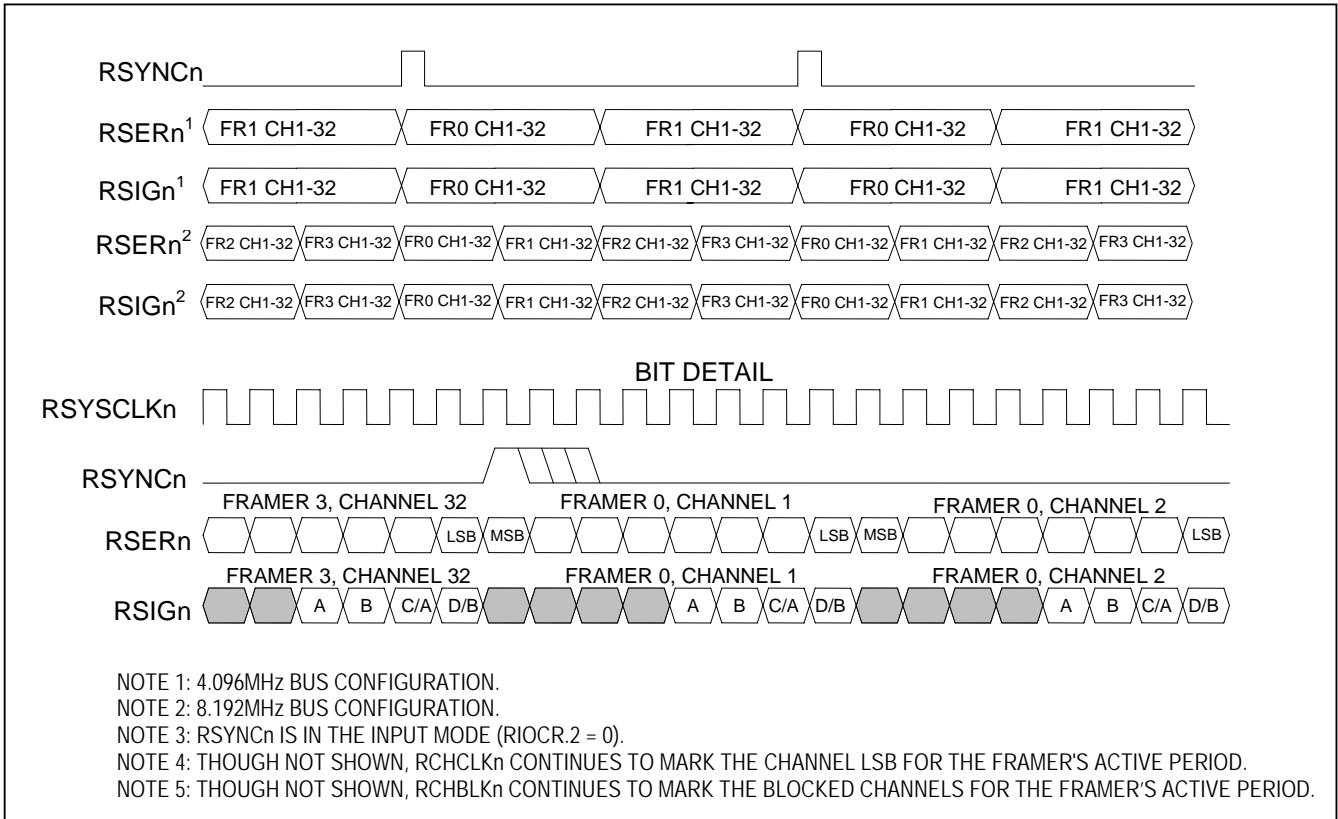 RSYNCn
RSERn1 FR1 CH1-32 FR0 CH1-32 FR1 CH1-32 FR0 CH1-32 FR1 CH1-32
RSIGn1 FR1 CH1-32 FR0 CH1-32 FR1 CH1-32 FR0 CH1-32 FR1 CH1-32
RSERn2 FR2 CH1-32 FR3 CH1-32 FR0 CH1-32 FR1 CH1-32 FR2 CH1-32 FR3 CH1-32 FR0 CH1-32 FR1 CH1-32 FR2 CH1-32 FR3 CH1-32
RSIGn2 FR2 CH1-32 FR3 CH1-32 FR0 CH1-32 FR1 CH1-32 FR2 CH1-32 FR3 CH1-32 FR0 CH1-32 FR1 CH1-32 FR2 CH1-32 FR3 CH1-32
BIT DETAIL
RSYSCLKn
RSYNCn
FRAMER 3, CHANNEL 32 FRAMER 0, CHANNEL 1 FRAMER 0, CHANNEL 2
RSERn LSB MSB LSB MSB LSB
FRAMER 3, CHANNEL 32 FRAMER 0, CHANNEL 1 FRAMER 0, CHANNEL 2
RSIGn A B C/A D/B A B C/A D/B A B C/A D/B
NOTE 1: 4.096MHz BUS CONFIGURATION.
NOTE 2: 8.192MHz BUS CONFIGURATION.
NOTE 3: RSYNCn IS IN THE INPUT MODE (RIOCR.2 = 0).
NOTE 4: THOUGH NOT SHOWN, RCHCLKn CONTINUES TO MARK THE CHANNEL LSB FOR THE FRAMER'S ACTIVE PERIOD.
NOTE 5: THOUGH NOT SHOWN, RCHBLKn CONTINUES TO MARK THE BLOCKED CHANNELS FOR THE FRAMER’S ACTIVE PERIOD.